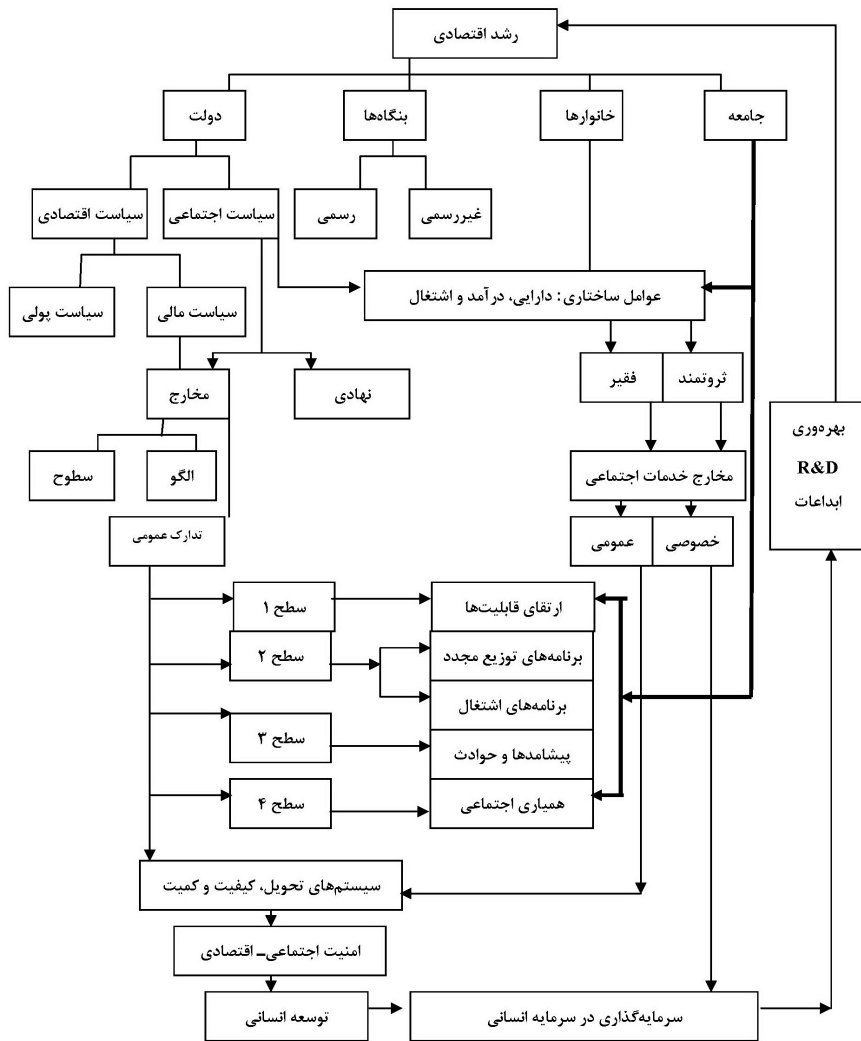 رشد اقتصادی
جامعه
خانوارها
بنگاه‌ها
دولت
غیررسمی
رسمی
سیاست اجتماعی
سیاست اقتصادی
عوامل ساختاری: دارایی، درآمد و اشتغال
سیاست مالی
سیاست پولی
ثروتمند
فقیر
نهادی
مخارج
بهره‌وری
R&D
ابداعات
مخارج خدمات اجتماعی
الگو
سطوح
خصوصی
عمومی
تدارک عمومی
ارتقای قابلیت‌ها
سطح ۱
برنامه‌های توزیع مجدد
سطح ۲
برنامه‌های اشتغال
پیشامدها و حوادث
سطح ۳
همیاری اجتماعی
سطح ۴
سیستم‌های تحویل، کیفیت و کمیت
امنیت اجتماعی_ اقتصادی
توسعه انسانی
سرمایه‌گذاری در سرمایه انسانی